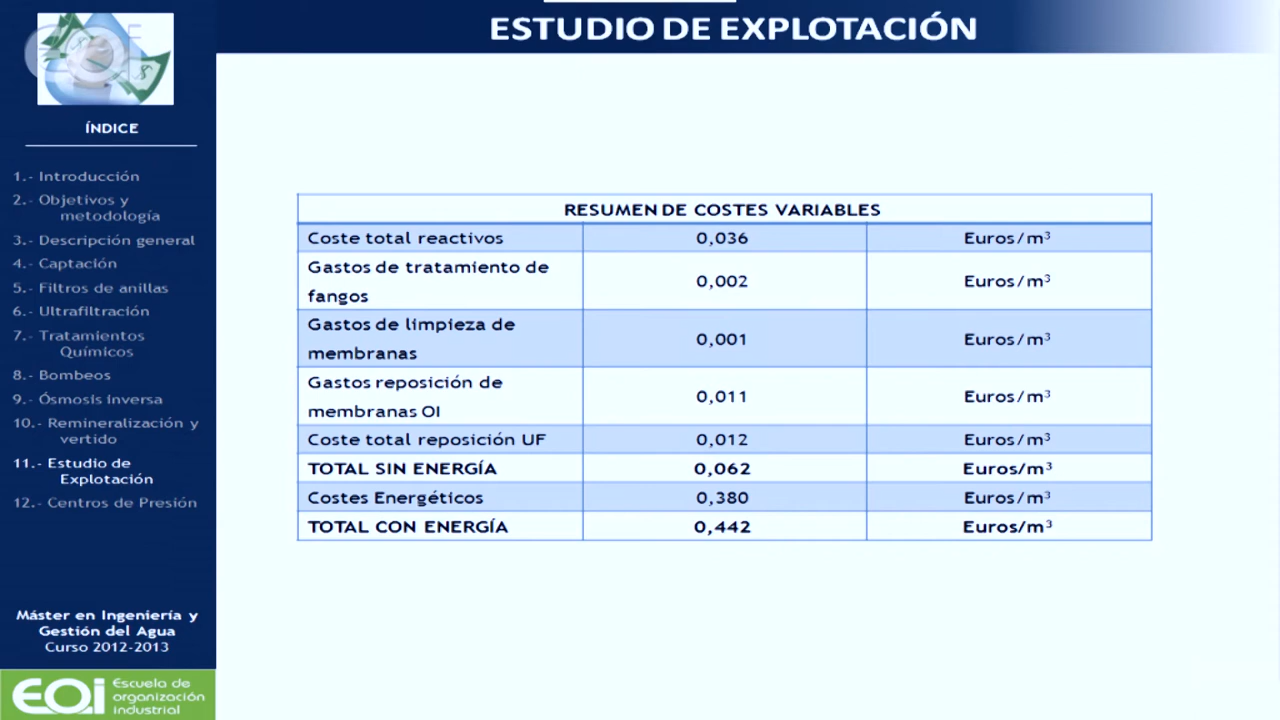 ESTUDIO DE EXPLOTACIÓN
ÍNDICE
1.- Introducción
2.- Objetivos y
metodología
3.- Descripción general
4.- Captación
5.- Filtros de anillas
6.- Ultrafiltración
7.- Tratamientos
Químicos
8.- Bombeos
9.- Ósmosis inversa
10.- Remineralización y
vertido
11.- Estudio de
Explotación
12.- Centros de Presión
Máster en Ingeniería y
Gestión del Agua
Curso 2012-2013
EOi Escuela de
organización
industrial
RESUMEN DE COSTES VARIABLES
Coste total reactivos 0,036 Euros/m³
Gastos de tratamiento de
fangos 0,002 Euros/m³
Gastos de limpieza de
membranas 0,001 Euros/m³
Gastos reposición de
membranas OI 0,011 Euros/m³
Coste total reposición UF 0,012 Euros/m³
TOTAL SIN ENERGÍA 0,062 Euros/m³
Costes Energéticos 0,380 Euros/m³
TOTAL CON ENERGÍA 0,442 Euros/m³